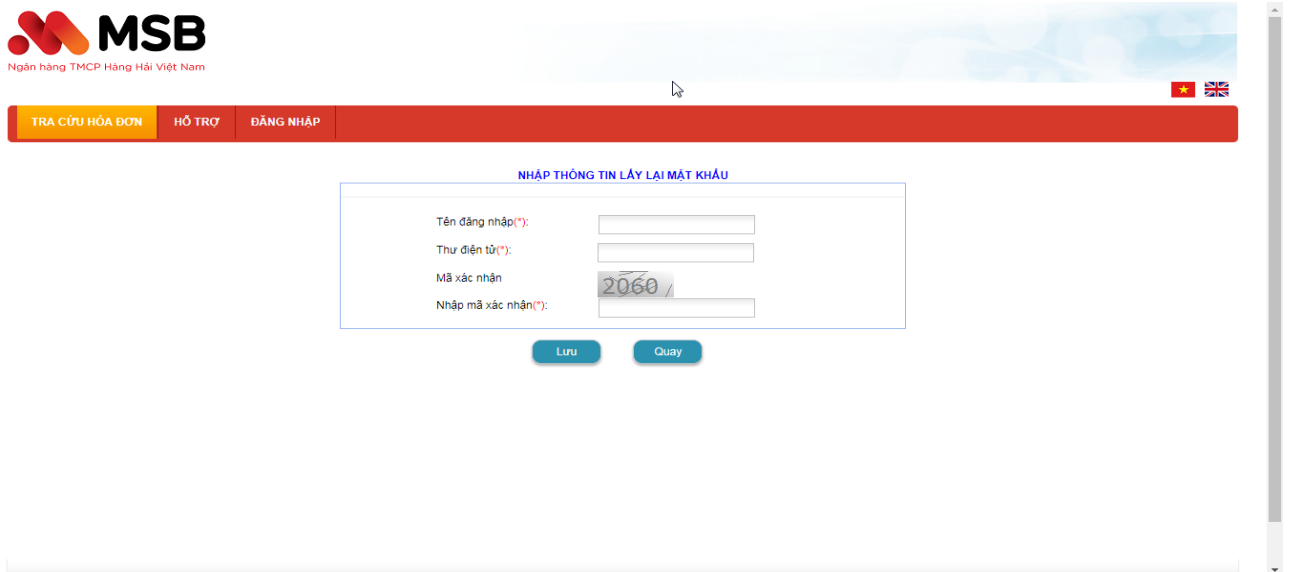 MSB
Ngân hàng TMCP Hàng Hải Việt Nam
TRA CỨU HÓA ĐƠN HỖ TRỢ ĐĂNG NHẬP
NHẬP THÔNG TIN LẤY LẠI MẬT KHẨU
Tên đăng nhập(*):
Thư điện tử(*):
Mã xác nhận 2060
Nhập mã xác nhận(*):
Lưu Quay